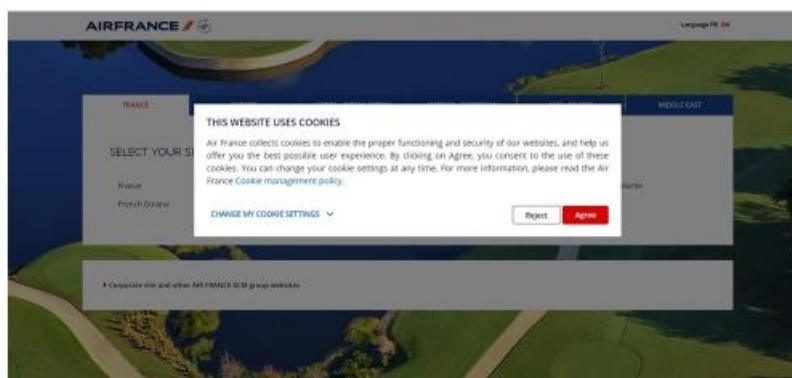 AIRFRANCE
Language FR EN
FRANCE
MIDDLE EAST
THIS WEBSITE USES COOKIES
Air France collects cookies to enable the proper functioning and security of our websites, and help us
offer you the best possible user experience. By clicking on Agree, you consent to the use of these
cookies. You can change your cookie settings at any time. For more information, please read the Air
France Cookie management policy.
SELECT YOUR
France
French Guiana
CHANGE MY COOKIE SETTINGS
Reject
Agree
Corporate site and other AIR FRANCE KLM group websites